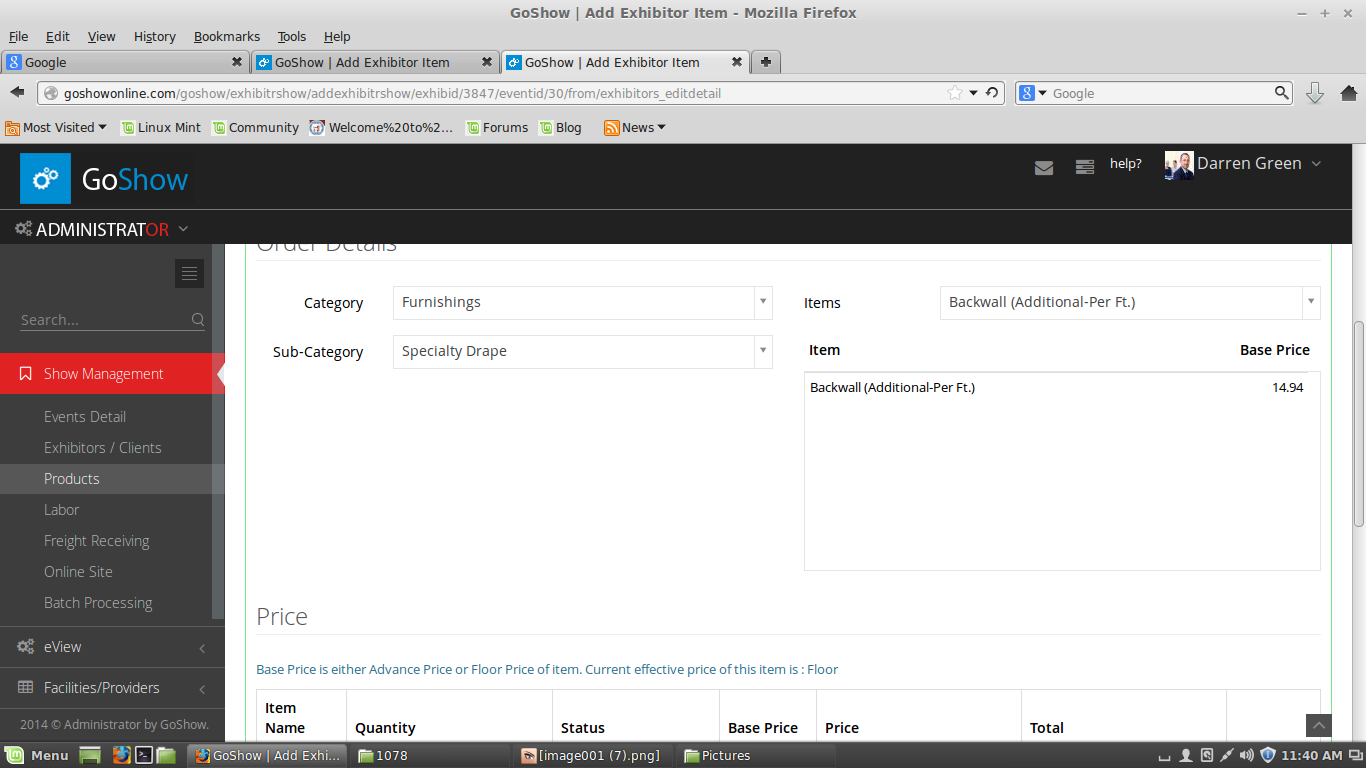 GoShow | Add Exhibitor Item - Mozilla Firefox
File Edit View History Bookmarks Tools Help
Google GoShow | Add Exhibitor Item GoShow | Add Exhibitor Item
goshowonline.com/goshow/exhibitrshow/addexhibitrshow/exhibid/3847/eventid/30/from/exhibitors_editdetail Google
Most Visited Linux Mint Community Welcome%20to%2... Forums Blog News
GoShow help? Darren Green
ADMINISTRATOR
Order Details
Search...
Show Management
Events Detail
Exhibitors / Clients
Products
Labor
Freight Receiving
Online Site
Batch Processing
eView
Facilities/Providers
2014 © Administrator by GoShow.
Category Furnishings Items Backwall (Additional-Per Ft.)
Sub-Category Specialty Drape
Item Base Price
Backwall (Additional-Per Ft.) 14.94
Price
Base Price is either Advance Price or Floor Price of item. Current effective price of this item is : Floor
Item Name Quantity Status Base Price Price Total
Menu GoShow | Add Exhi... 1078 [image001 (7).png] Pictures 11:40 AM